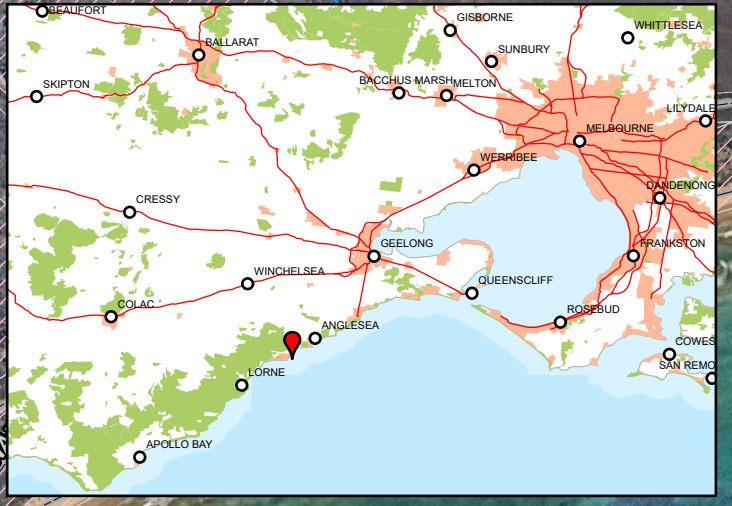 BEAUFORT
GISBORNE
WHITTLESEA
BALLARAT
SUNBURY
SKIPTON
BACCHUS MARSH
MELTON
LILYDALE
MELBOURNE
WERRIBEE
DANDENONG
CRESSY
GEELONG
FRANKSTON
WINCHELSEA
QUEENSCLIFF
COLAC
ROSEBUD
ANGLESEA
COWES
SAN REMO
LORNE
APOLLO BAY